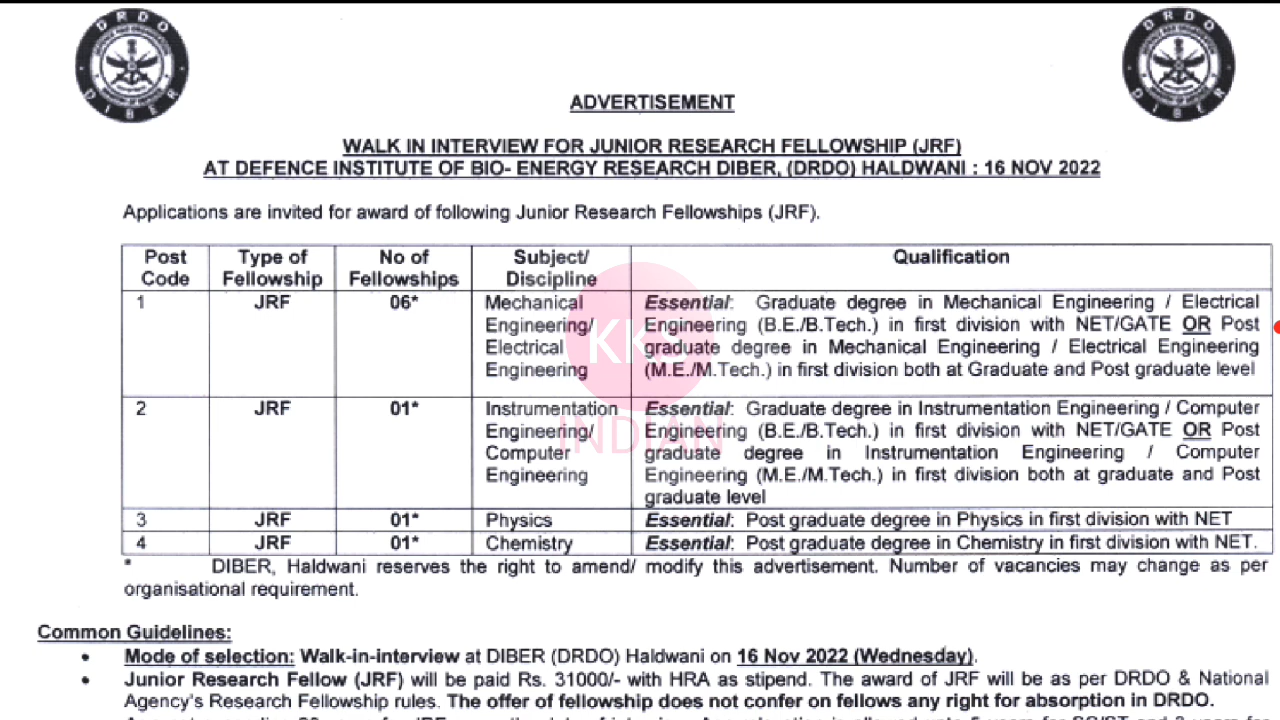 DRDO
DIBER
DRDO
DIBER
ADVERTISEMENT
WALK IN INTERVIEW FOR JUNIOR RESEARCH FELLOWSHIP (JRF)
AT DEFENCE INSTITUTE OF BIO- ENERGY RESEARCH DIBER, (DRDO) HALDWANI : 16 NOV 2022
Applications are invited for award of following Junior Research Fellowships (JRF).
Post Code
Type of Fellowship
No of Fellowships
Subject/ Discipline
Qualification
1
JRF
06*
Mechanical
Engineering/
Electrical
Engineering
Essential: Graduate degree in Mechanical Engineering / Electrical
Engineering (B.E./B.Tech.) in first division with NET/GATE OR Post
graduate degree in Mechanical Engineering / Electrical Engineering
(M.E./M.Tech.) in first division both at Graduate and Post graduate level
2
JRF
01*
Instrumentation
Engineering/
Computer
Engineering
Essential: Graduate degree in Instrumentation Engineering / Computer
Engineering (B.E./B.Tech.) in first division with NET/GATE OR Post
graduate degree in Instrumentation Engineering / Computer
Engineering (M.E./M.Tech.) in first division both at graduate and Post
graduate level
3
JRF
01*
Physics
Essential: Post graduate degree in Physics in first division with NET
4
JRF
01*
Chemistry
Essential: Post graduate degree in Chemistry in first division with NET.
* DIBER, Haldwani reserves the right to amend/ modify this advertisement. Number of vacancies may change as per
organisational requirement.
Common Guidelines:
• Mode of selection: Walk-in-interview at DIBER (DRDO) Haldwani on 16 Nov 2022 (Wednesday).
• Junior Research Fellow (JRF) will be paid Rs. 31000/- with HRA as stipend. The award of JRF will be as per DRDO & National
Agency's Research Fellowship rules. The offer of fellowship does not confer on fellows any right for absorption in DRDO.
INDIAN